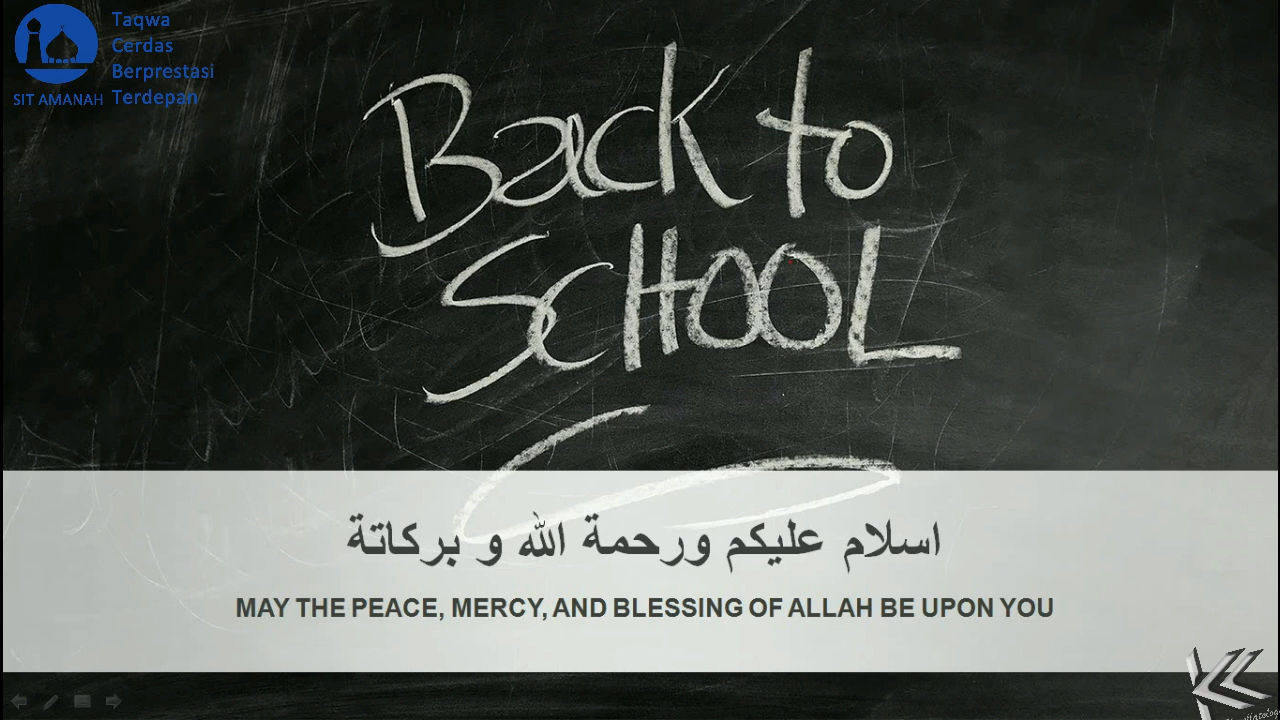 Taqwa
Cerdas
Berprestasi
SIT AMANAH Terdepan
Back to
SCHOOL
اسلام عليكم ورحمة الله و بركاتة
MAY THE PEACE, MERCY, AND BLESSING OF ALLAH BE UPON YOU